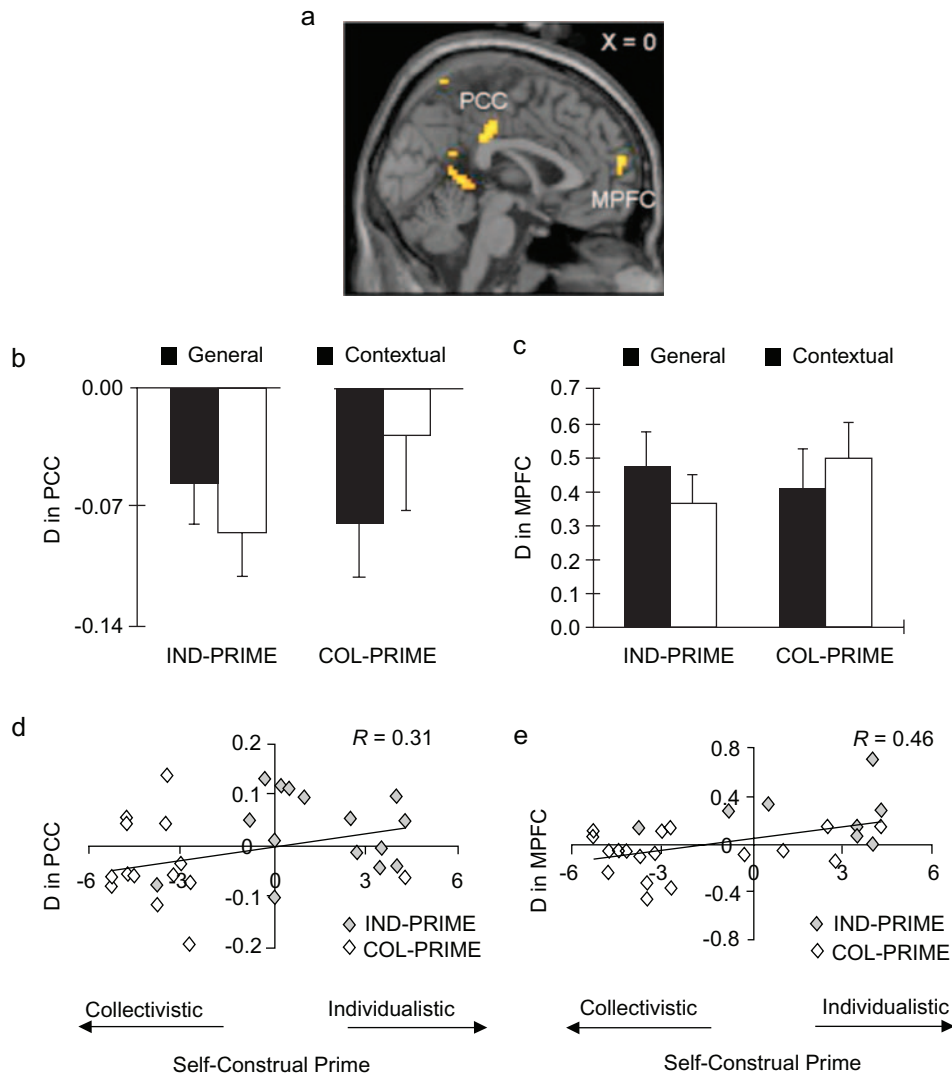 a
X = 0
PCC
MPFC
b
General
Contextual
0.00
-0.07
-0.14
D in PCC
IND-PRIME
COL-PRIME
c
General
Contextual
0.7
0.6
0.5
0.4
0.3
0.2
0.1
0.0
D in MPFC
IND-PRIME
COL-PRIME
d
R = 0.31
0.2
0.1
0
-0.1
-0.2
-6
-3
0
3
6
D in PCC
IND-PRIME
COL-PRIME
Collectivistic
Individualistic
Self-Construal Prime
e
R = 0.46
0.8
0.4
0
-0.4
-0.8
-6
-3
0
3
6
D in MPFC
IND-PRIME
COL-PRIME
Collectivistic
Individualistic
Self-Construal Prime